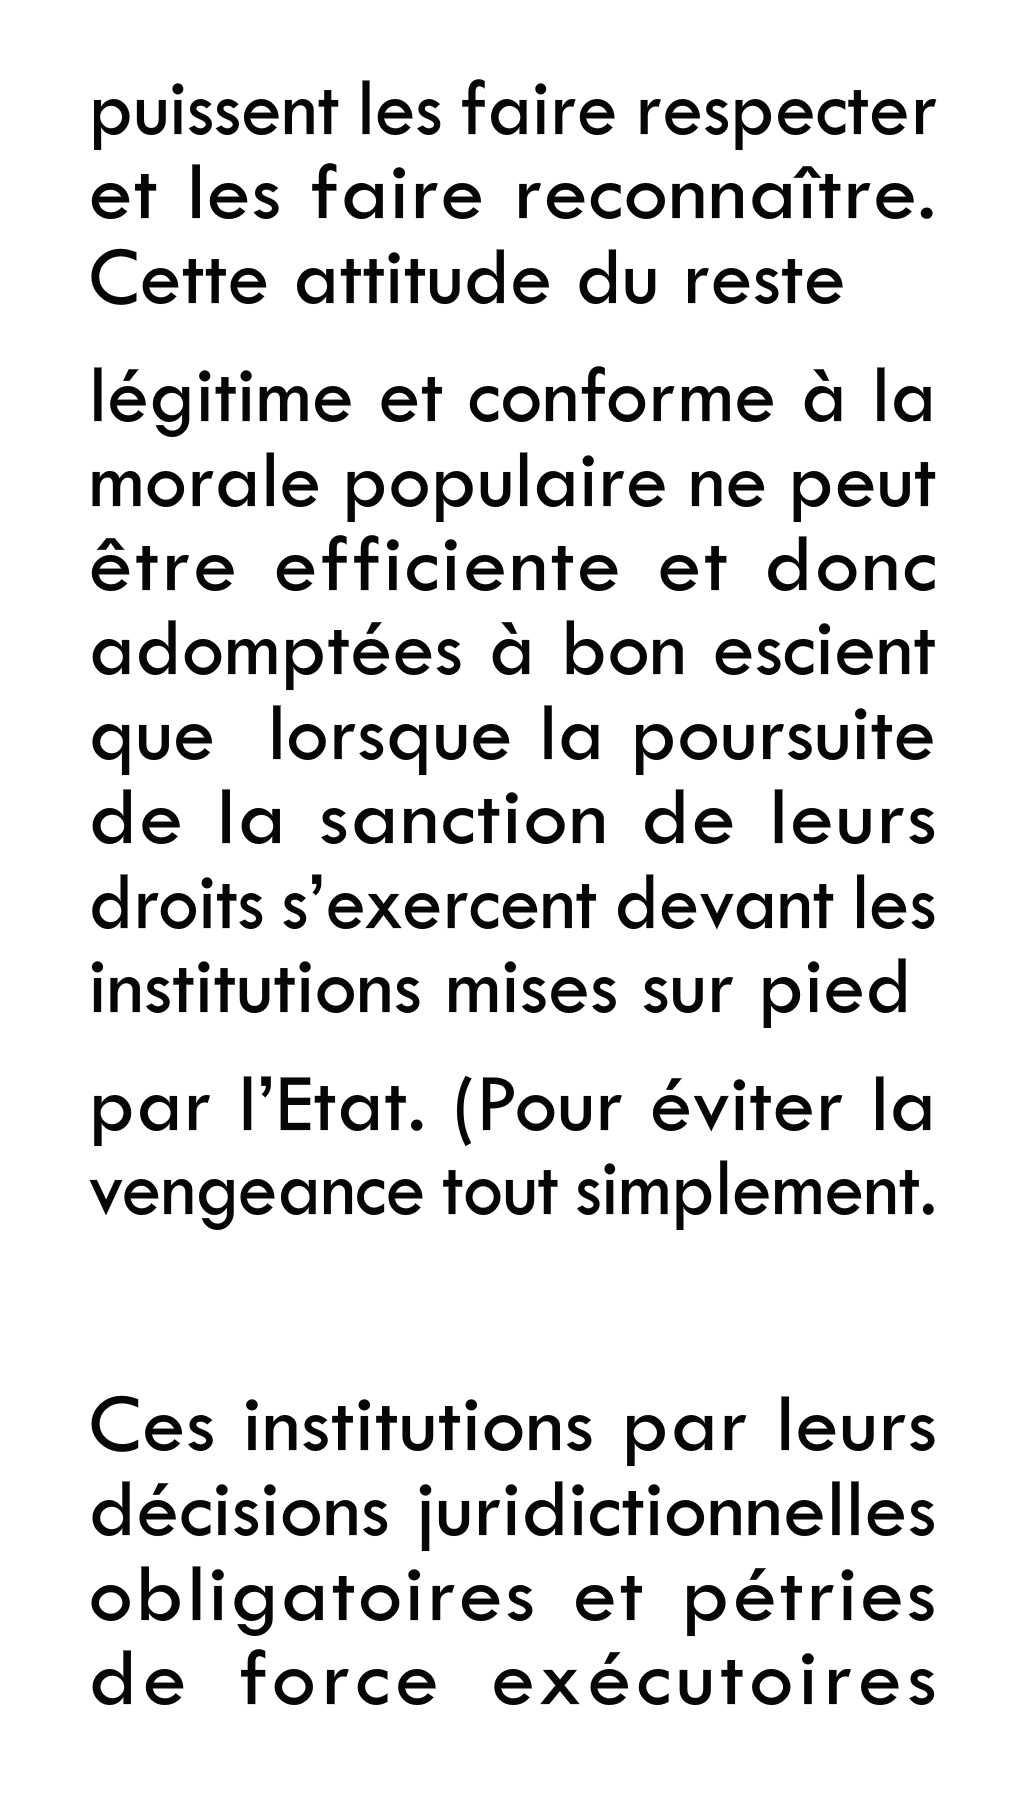 puissent les faire respecter
et les faire reconnaître.
Cette attitude du reste
légitime et conforme à la
morale populaire ne peut
être efficiente et donc
adomptées à bon escient
que lorsque la poursuite
de la sanction de leurs
droits s’exercent devant les
institutions mises sur pied
par l’Etat. (Pour éviter la
vengeance tout simplement.
Ces institutions par leurs
décisions juridictionnelles
obligatoires et pétries
de force exécutoires